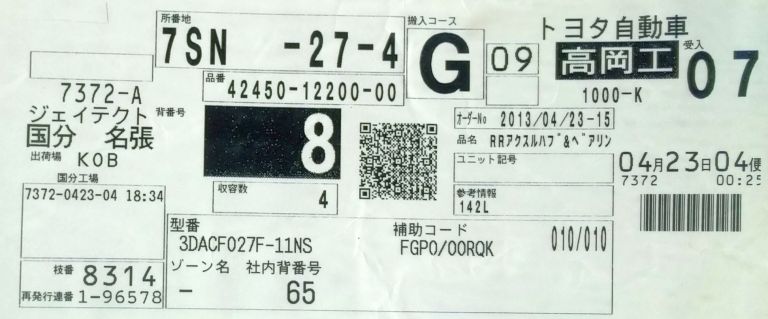 所番地
7SN -27-4
搬入コース
G
09
トヨタ自動車
高岡工
受入
07
1000-K
品番
42450-12200-00
7372-A
ジェイテクト
国分 名張
出荷場 KOB
背番号
8
収容数
4
オーダーNo 2013/04/23-15
品名 RRアクスルハブ&ベアリン
ユニット記号
参考情報
142L
04月23日04便
7372 00:25
国分工場
7372-0423-04 18:34
枝番 8314
再発行連番 1-96578
型番
3DACF027F-11NS
補助コード
FGP0/00RQK
010/010
ゾーン名 社内背番号
- 65